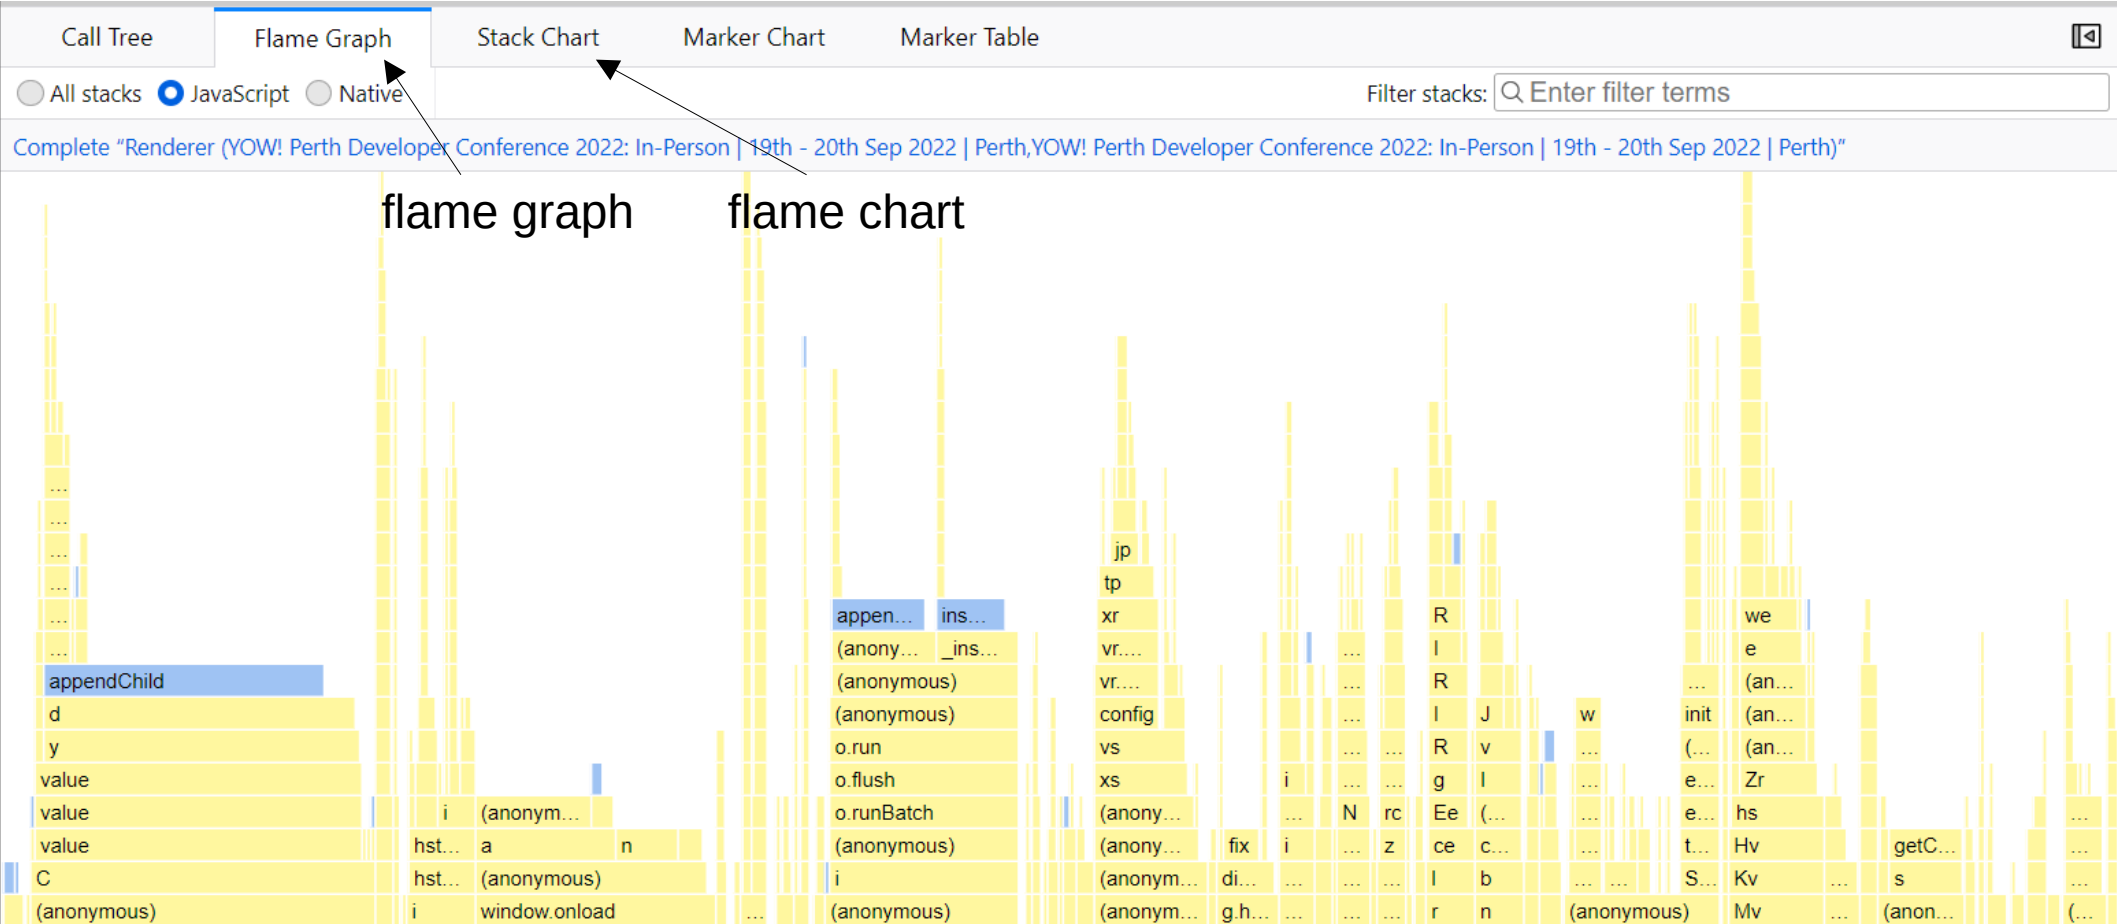 Call Tree Flame Graph Stack Chart Marker Chart Marker Table
All stacks JavaScript Native Filter stacks: Enter filter terms
Complete “Renderer (YOW! Perth Developer Conference 2022: In-Person | 19th - 20th Sep 2022 | Perth,YOW! Perth Developer Conference 2022: In-Person | 19th - 20th Sep 2022 | Perth)”
flame graph flame chart
...
...
... jp
... tp
... appen... ins... xr R we
... (anony... _ins... vr.... ... I e
appendChild (anonymous) vr.... ... R ... (an...
d (anonymous) config ... I J w init (an...
y o.run vs ... ... R v ... (... (an...
value o.flush xs i ... ... g I ... e... Zr
value i (anonym... o.runBatch (anony... ... N rc Ee (... ... e... hs ...
value hst... a n (anonymous) (anony... fix i ... z ce c... ... t... Hv getC... ...
C hst... (anonymous) i (anonym... di... ... ... ... I b ... ... S... Kv ... s ...
(anonymous) i window.onload ... (anonymous) (anonym... g.h... ... ... ... r n (anonymous) Mv ... (anon... (...